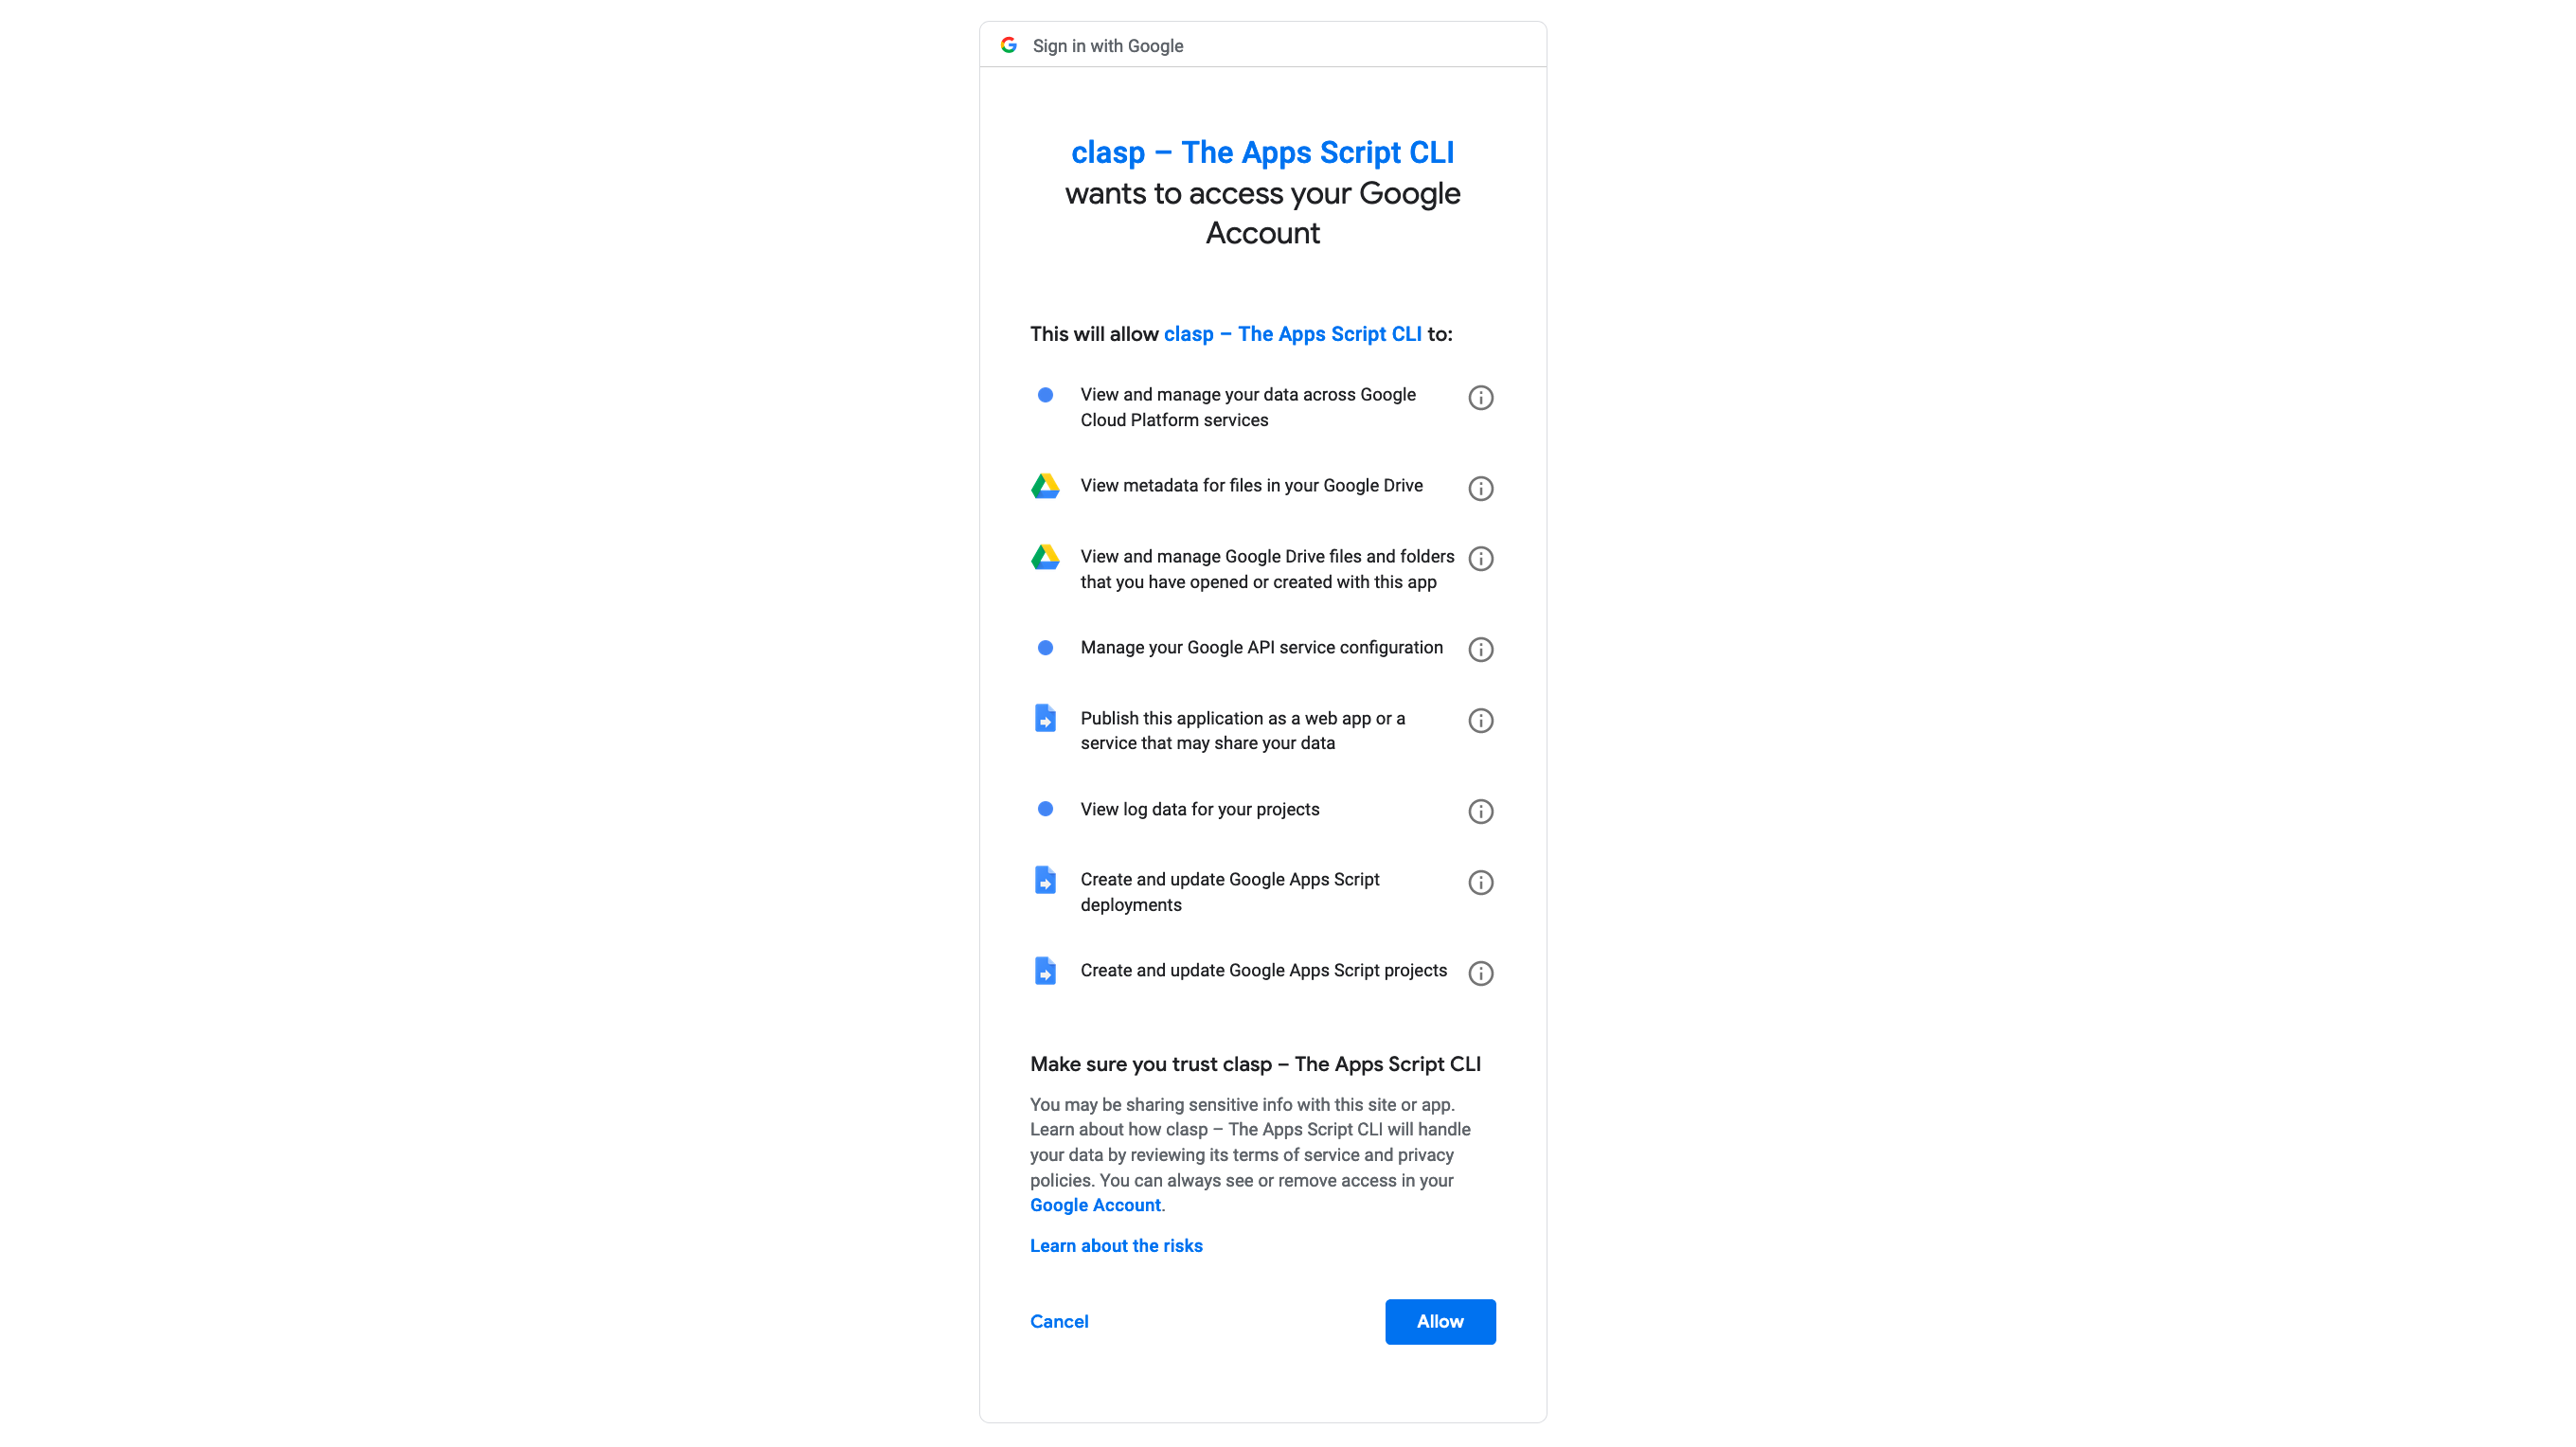 Sign in with Google
clasp – The Apps Script CLI
wants to access your Google
Account
This will allow clasp – The Apps Script CLI to:
View and manage your data across Google
Cloud Platform services
View metadata for files in your Google Drive
View and manage Google Drive files and folders
that you have opened or created with this app
Manage your Google API service configuration
Publish this application as a web app or a
service that may share your data
View log data for your projects
Create and update Google Apps Script
deployments
Create and update Google Apps Script projects
Make sure you trust clasp – The Apps Script CLI
You may be sharing sensitive info with this site or app.
Learn about how clasp – The Apps Script CLI will handle
your data by reviewing its terms of service and privacy
policies. You can always see or remove access in your
Google Account.
Learn about the risks
Cancel
Allow